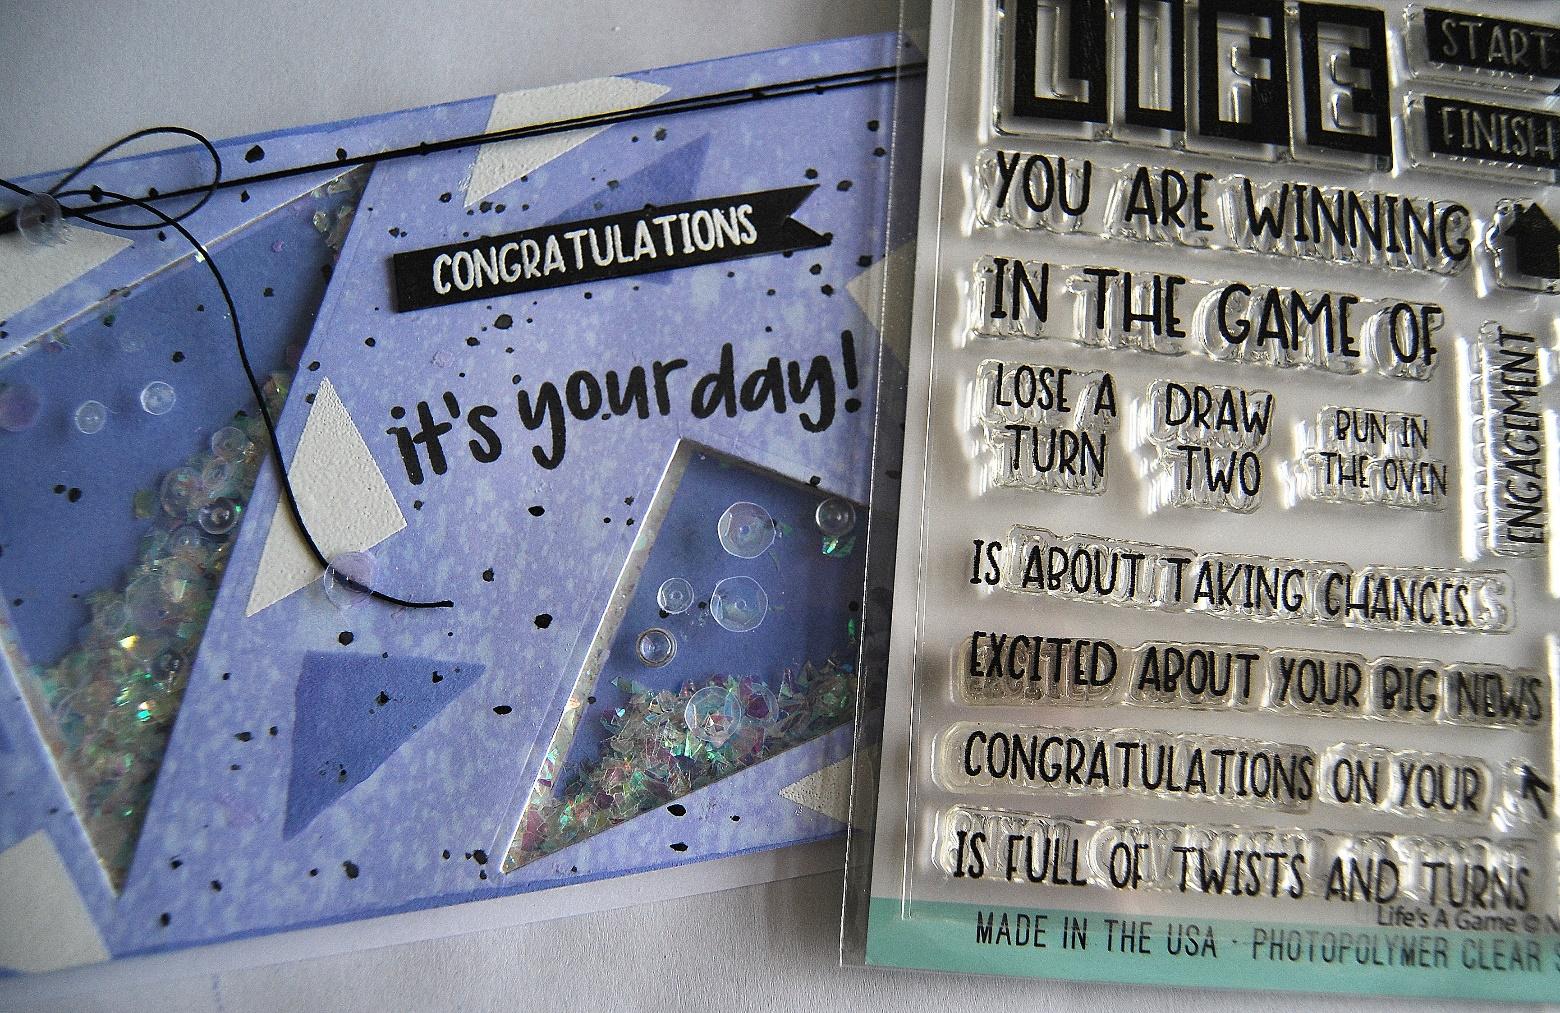 CONGRATULATIONS
it's your day!
LIFE
START
FINISH
YOU ARE WINNING
IN THE GAME OF
LOSE A
TURN
DRAW
TWO
BUN IN
THE OVEN
ENGAGEMENT
IS ABOUT TAKING CHANCES
EXCITED ABOUT YOUR BIG NEWS
CONGRATULATIONS ON YOUR
IS FULL OF TWISTS AND TURNS
Life's A Game ©
MADE IN THE USA · PHOTOPOLYMER CLEAR